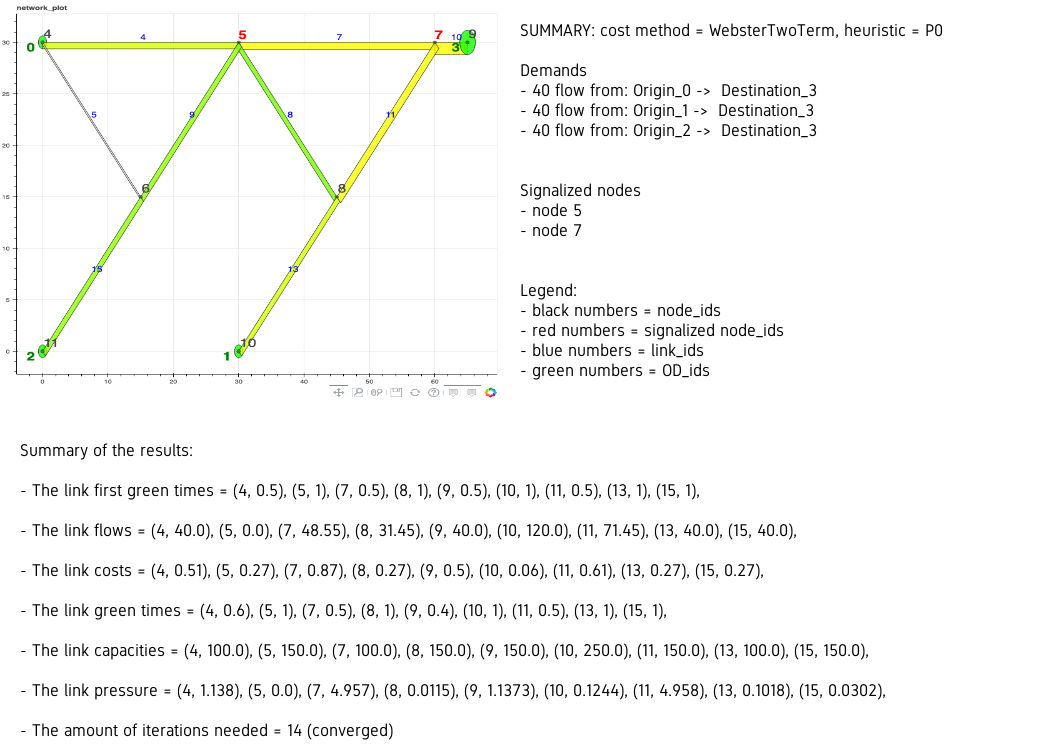 network_plot
4
0
4
5
7
7
10
3
9
30
25
20
15
10
5
0
5
9
8
11
6
8
15
13
11
2
10
1
0
10
20
30
40
50
60
SUMMARY: cost method = WebsterTwoTerm, heuristic = P0
Demands
- 40 flow from: Origin_0 -> Destination_3
- 40 flow from: Origin_1 -> Destination_3
- 40 flow from: Origin_2 -> Destination_3
Signalized nodes
- node 5
- node 7
Legend:
- black numbers = node_ids
- red numbers = signalized node_ids
- blue numbers = link_ids
- green numbers = OD_ids
Summary of the results:
- The link first green times = (4, 0.5), (5, 1), (7, 0.5), (8, 1), (9, 0.5), (10, 1), (11, 0.5), (13, 1), (15, 1),
- The link flows = (4, 40.0), (5, 0.0), (7, 48.55), (8, 31.45), (9, 40.0), (10, 120.0), (11, 71.45), (13, 40.0), (15, 40.0),
- The link costs = (4, 0.51), (5, 0.27), (7, 0.87), (8, 0.27), (9, 0.5), (10, 0.06), (11, 0.61), (13, 0.27), (15, 0.27),
- The link green times = (4, 0.6), (5, 1), (7, 0.5), (8, 1), (9, 0.4), (10, 1), (11, 0.5), (13, 1), (15, 1),
- The link capacities = (4, 100.0), (5, 150.0), (7, 100.0), (8, 150.0), (9, 150.0), (10, 250.0), (11, 150.0), (13, 100.0), (15, 150.0),
- The link pressure = (4, 1.138), (5, 0.0), (7, 4.957), (8, 0.0115), (9, 1.1373), (10, 0.1244), (11, 4.958), (13, 0.1018), (15, 0.0302),
- The amount of iterations needed = 14 (converged)